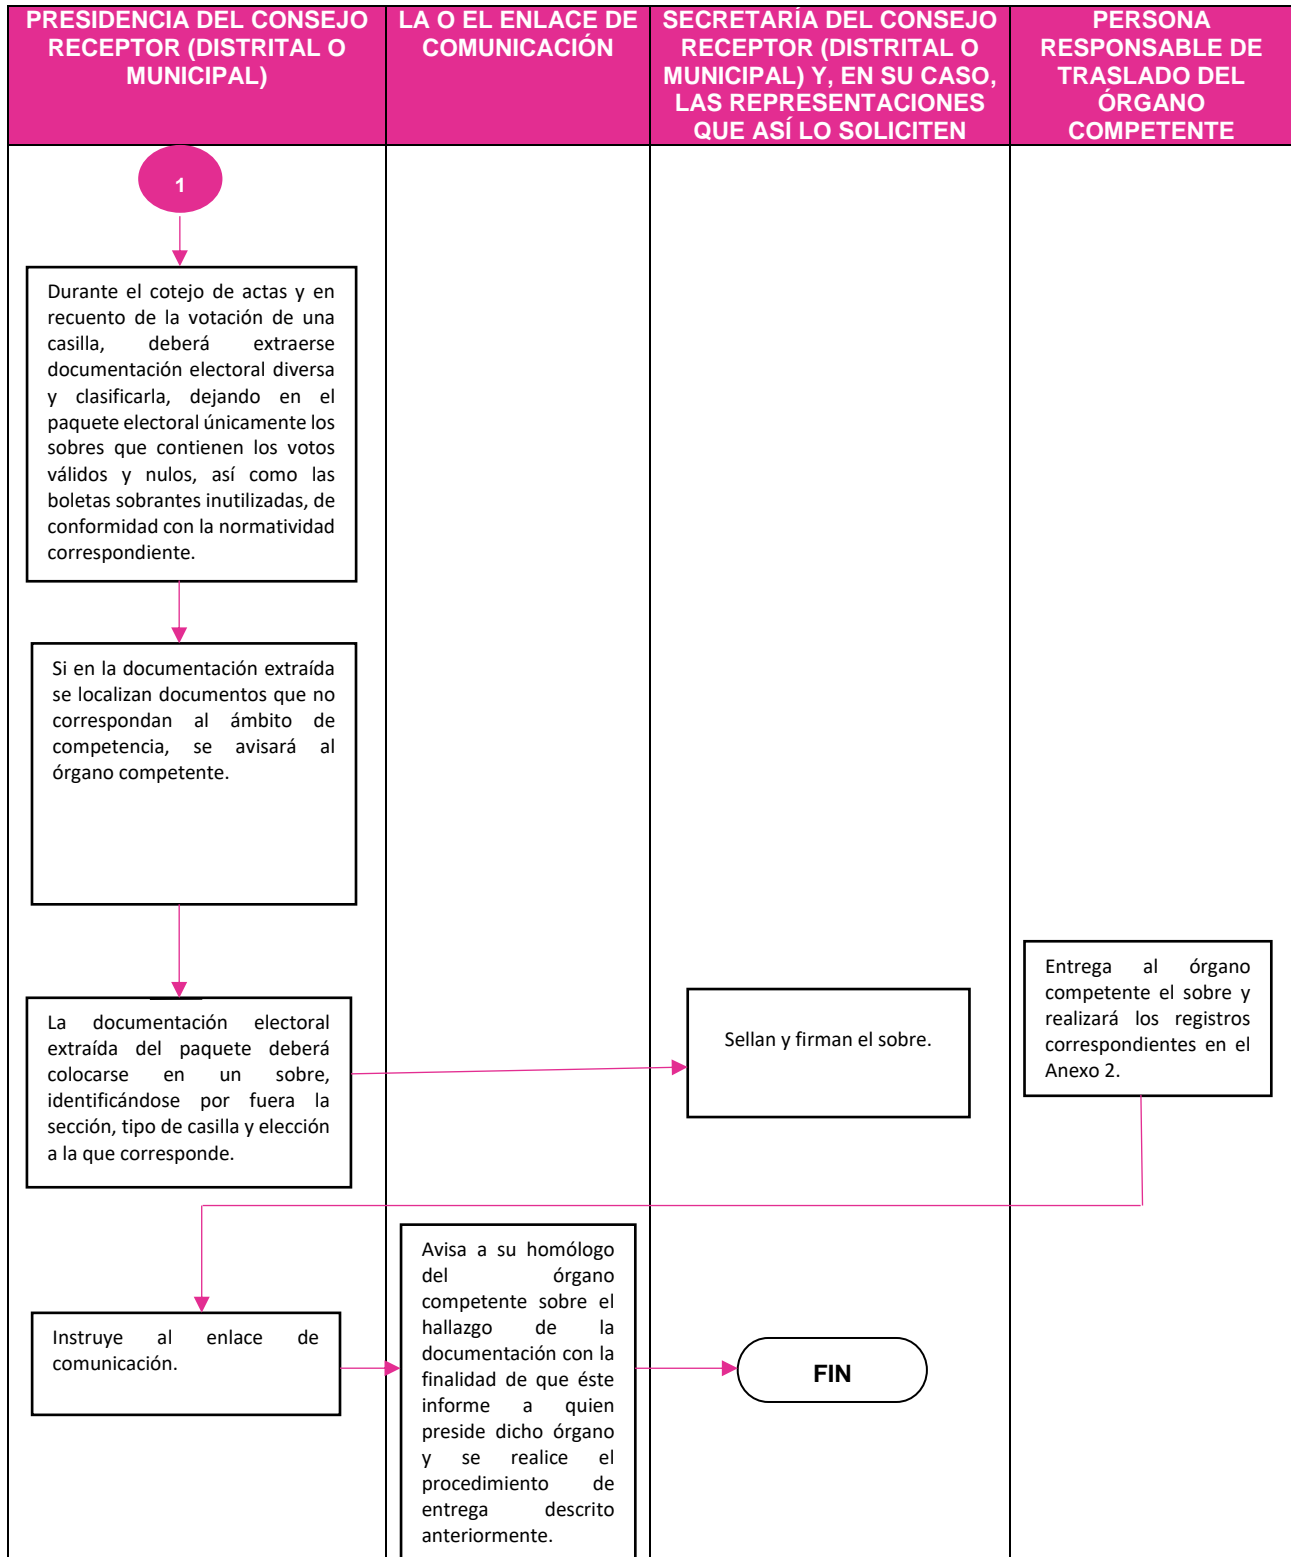 PRESIDENCIA DEL CONSEJO
RECEPTOR (DISTRITAL O
MUNICIPAL)
LA O EL ENLACE DE
COMUNICACIÓN
SECRETARÍA DEL CONSEJO
RECEPTOR (DISTRITAL O
MUNICIPAL) Y, EN SU CASO,
LAS REPRESENTACIONES
QUE ASÍ LO SOLICITEN
PERSONA
RESPONSABLE DE
TRASLADO DEL
ÓRGANO
COMPETENTE
1
Durante el cotejo de actas y en
recuento de la votación de una
casilla, deberá extraerse
documentación electoral diversa
y clasificarla, dejando en el
paquete electoral únicamente los
sobres que contienen los votos
válidos y nulos, así como las
boletas sobrantes inutilizadas, de
conformidad con la normatividad
correspondiente.
Si en la documentación extraída
se localizan documentos que no
correspondan al ámbito de
competencia, se avisará al
órgano competente.
La documentación electoral
extraída del paquete deberá
colocarse en un sobre,
identificándose por fuera la
sección, tipo de casilla y elección
a la que corresponde.
Sellan y firman el sobre.
Entrega al órgano
competente el sobre y
realizará los registros
correspondientes en el
Anexo 2.
Instruye al enlace de
comunicación.
Avisa a su homólogo
del órgano
competente sobre el
hallazgo de la
documentación con la
finalidad de que éste
informe a quien
preside dicho órgano
y se realice el
procedimiento de
entrega descrito
anteriormente.
FIN